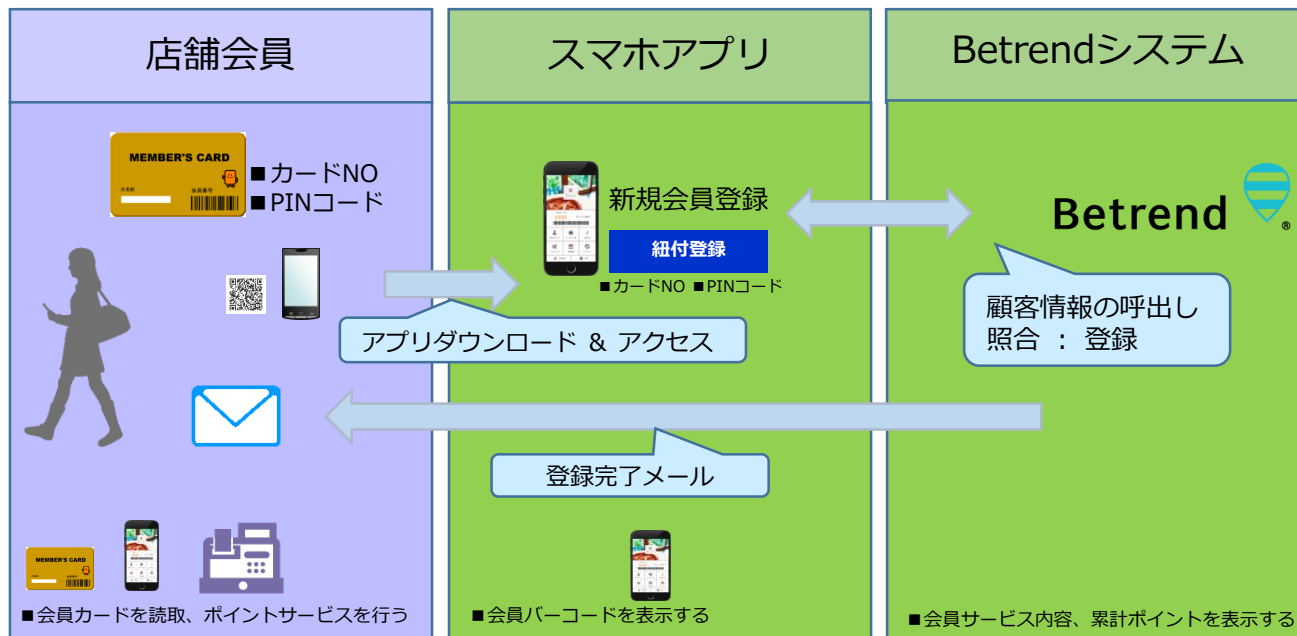 店舗会員
スマホアプリ
Betrendシステム
MEMBER'S CARD
会員番号
■カードNO
■PINコード
新規会員登録
紐付登録
■カードNO ■PINコード
Betrend
®
顧客情報の呼出し
照合 : 登録
アプリダウンロード & アクセス
登録完了メール
MEMBER'S CARD
■会員カードを読取、ポイントサービスを行う
■会員バーコードを表示する
■会員サービス内容、累計ポイントを表示する